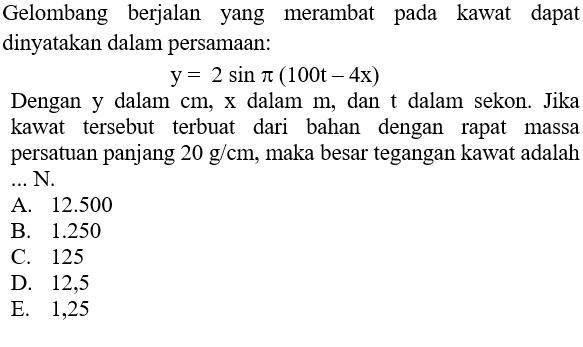 Gelombang berjalan yang merambat pada kawat dapat
dinyatakan dalam persamaan:
y = 2 sin π (100t – 4x)
Dengan y dalam cm, x dalam m, dan t dalam sekon. Jika
kawat tersebut terbuat dari bahan dengan rapat massa
persatuan panjang 20 g/cm, maka besar tegangan kawat adalah
... N.
A. 12.500
B. 1.250
C. 125
D. 12,5
E. 1,25